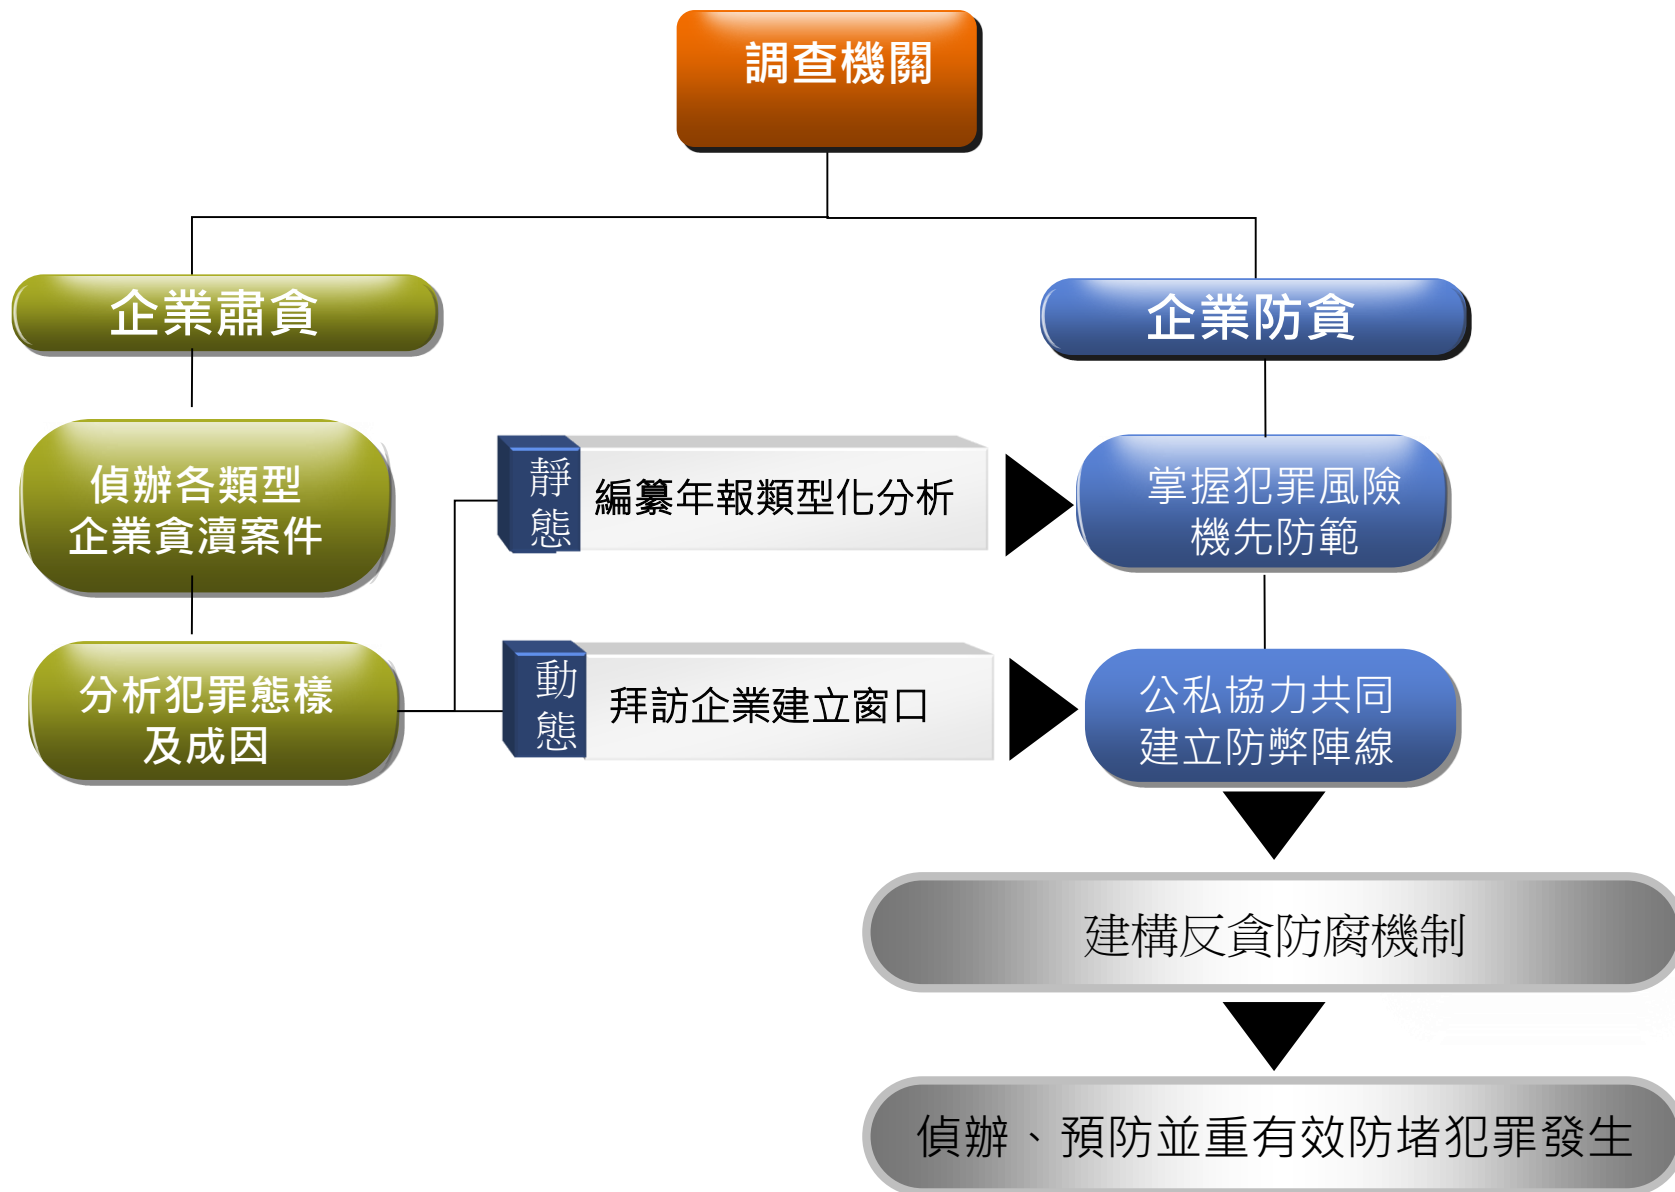 調查機關
企業肅貪
企業防貪
偵辦各類型
企業貪瀆案件
靜態
編纂年報類型化分析
掌握犯罪風險
機先防範
分析犯罪態樣
及成因
動態
拜訪企業建立窗口
公私協力共同
建立防弊陣線
建構反貪防腐機制
偵辦、預防並重有效防堵犯罪發生